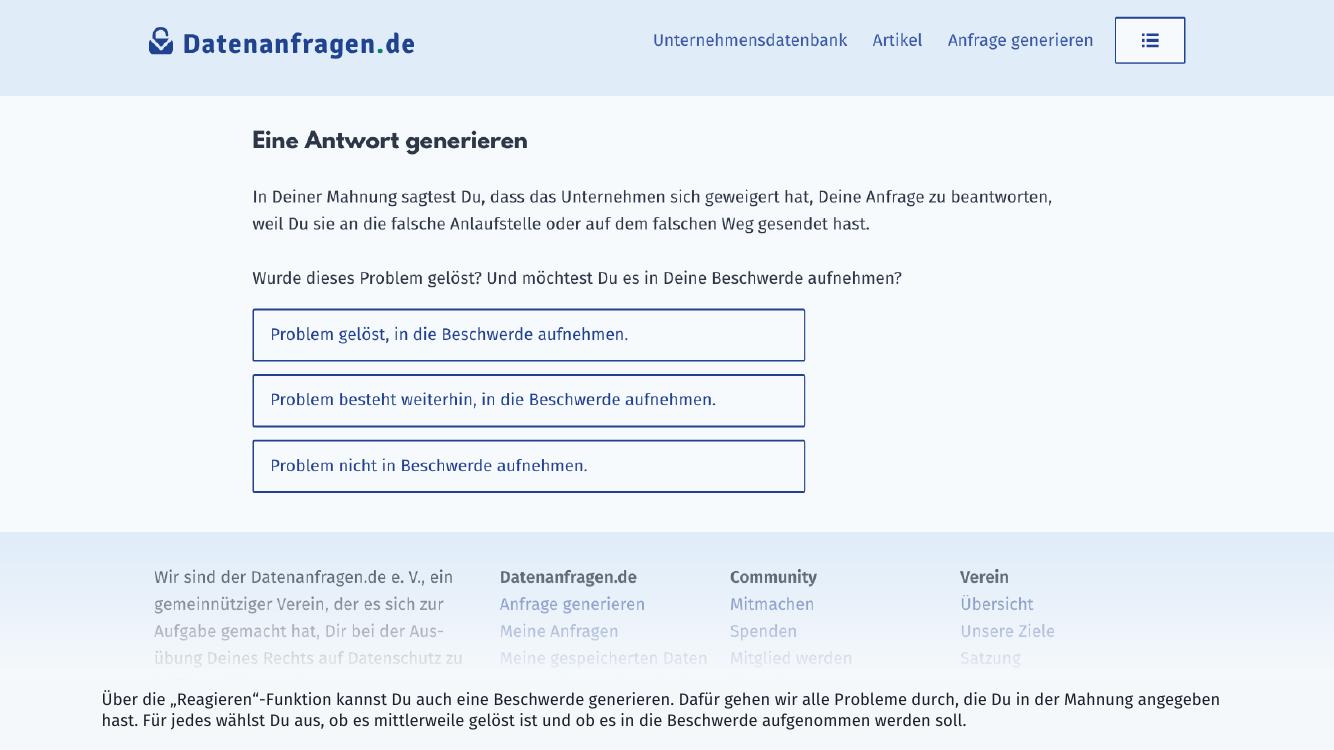 Datenanfragen.de
Unternehmensdatenbank Artikel Anfrage generieren
Eine Antwort generieren
In Deiner Mahnung sagtest Du, dass das Unternehmen sich geweigert hat, Deine Anfrage zu beantworten,
weil Du sie an die falsche Anlaufstelle oder auf dem falschen Weg gesendet hast.
Wurde dieses Problem gelöst? Und möchtest Du es in Deine Beschwerde aufnehmen?
Problem gelöst, in die Beschwerde aufnehmen.
Problem besteht weiterhin, in die Beschwerde aufnehmen.
Problem nicht in Beschwerde aufnehmen.
Wir sind der Datenanfragen.de e. V., ein
gemeinnütziger Verein, der es sich zur
Aufgabe gemacht hat, Dir bei der Aus-
übung Deines Rechts auf Datenschutz zu
Datenanfragen.de
Anfrage generieren
Meine Anfragen
Meine gespeicherten Daten
Community
Mitmachen
Spenden
Mitglied werden
Verein
Übersicht
Unsere Ziele
Satzung
Über die „Reagieren“-Funktion kannst Du auch eine Beschwerde generieren. Dafür gehen wir alle Probleme durch, die Du in der Mahnung angegeben
hast. Für jedes wählst Du aus, ob es mittlerweile gelöst ist und ob es in die Beschwerde aufgenommen werden soll.